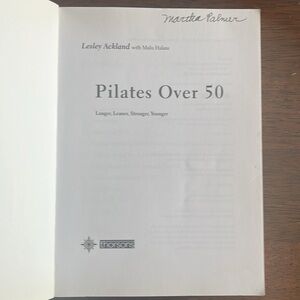 Martha Palmer
Lesley Ackland with Malu Halasa
Pilates Over 50
Longer, Leaner, Stronger, Younger
thorsons